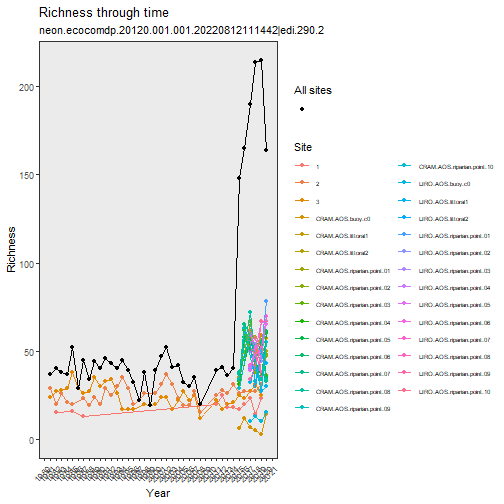 Richness through time
neon.ecocomdp.20120.001.001.20220812111442|edi.290.2
200
150
100
50
0
Richness
Year
All sites
Site
1
2
3
CRAM.AOS.buoy.c0
CRAM.AOS.littoral1
CRAM.AOS.littoral2
CRAM.AOS.riparian.point.01
CRAM.AOS.riparian.point.02
CRAM.AOS.riparian.point.03
CRAM.AOS.riparian.point.04
CRAM.AOS.riparian.point.05
CRAM.AOS.riparian.point.06
CRAM.AOS.riparian.point.07
CRAM.AOS.riparian.point.08
CRAM.AOS.riparian.point.09
CRAM.AOS.riparian.point.10
LIRO.AOS.buoy.c0
LIRO.AOS.littoral1
LIRO.AOS.littoral2
LIRO.AOS.riparian.point.01
LIRO.AOS.riparian.point.02
LIRO.AOS.riparian.point.03
LIRO.AOS.riparian.point.04
LIRO.AOS.riparian.point.05
LIRO.AOS.riparian.point.06
LIRO.AOS.riparian.point.07
LIRO.AOS.riparian.point.08
LIRO.AOS.riparian.point.09
LIRO.AOS.riparian.point.10